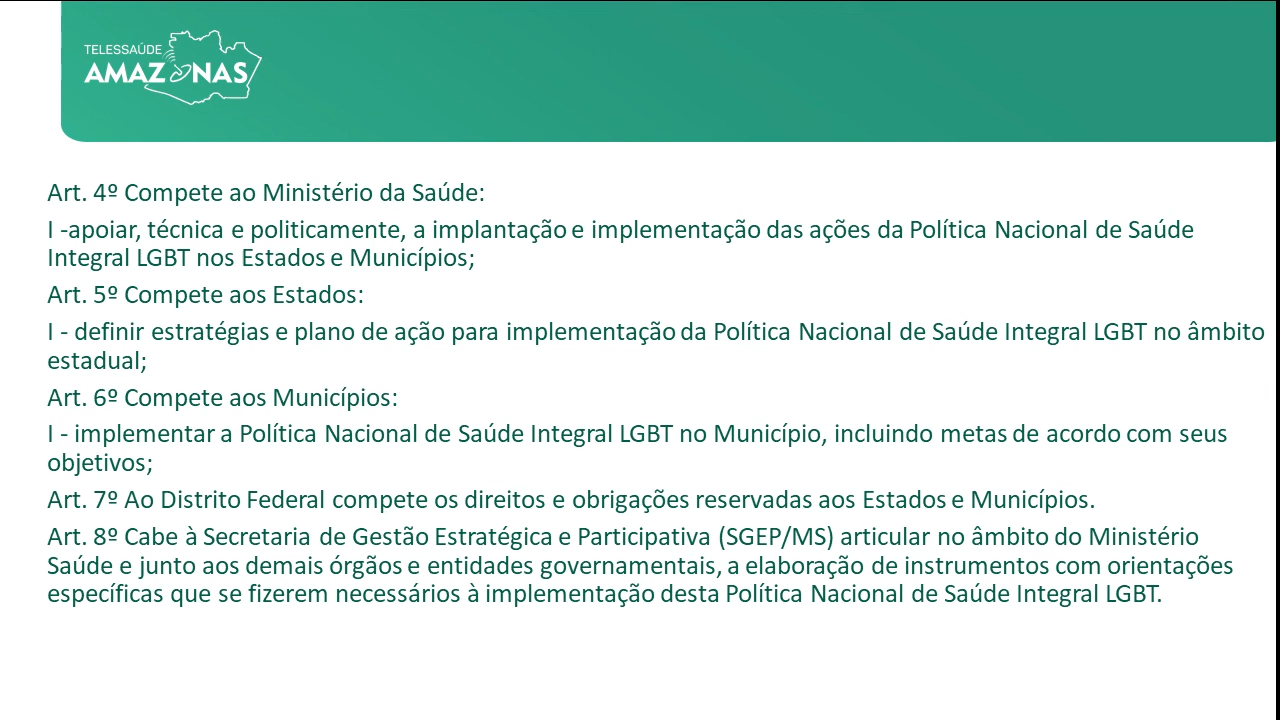 TELESSAÚDE
AMAZONAS
Art. 4º Compete ao Ministério da Saúde:
I -apoiar, técnica e politicamente, a implantação e implementação das ações da Política Nacional de Saúde
Integral LGBT nos Estados e Municípios;
Art. 5º Compete aos Estados:
I - definir estratégias e plano de ação para implementação da Política Nacional de Saúde Integral LGBT no âmbito
estadual;
Art. 6º Compete aos Municípios:
I - implementar a Política Nacional de Saúde Integral LGBT no Município, incluindo metas de acordo com seus
objetivos;
Art. 7º Ao Distrito Federal compete os direitos e obrigações reservadas aos Estados e Municípios.
Art. 8º Cabe à Secretaria de Gestão Estratégica e Participativa (SGEP/MS) articular no âmbito do Ministério
Saúde e junto aos demais órgãos e entidades governamentais, a elaboração de instrumentos com orientações
específicas que se fizerem necessários à implementação desta Política Nacional de Saúde Integral LGBT.